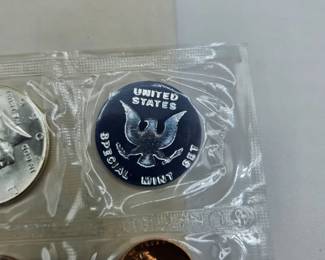 UNITED
STATES
SPECIAL MINT SET